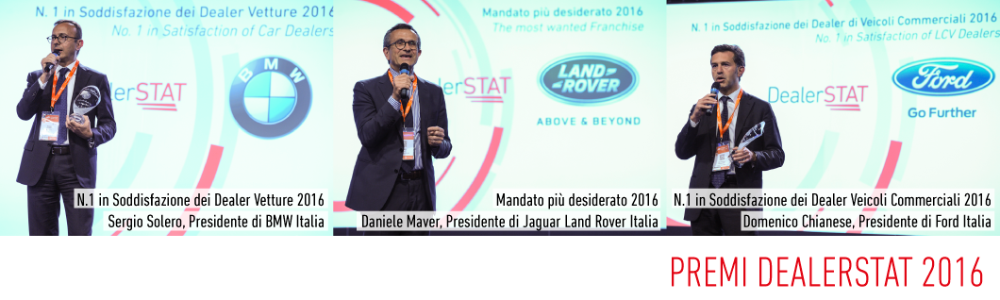 N. 1 in Soddisfazione dei Dealer Vetture 2016
No. 1 in Satisfaction of Car Dealers
alerSTAT
BMW
N.1 in Soddisfazione dei Dealer Vetture 2016
Sergio Solero, Presidente di BMW Italia
Mandato più desiderato 2016
The most wanted Franchise
lerSTAT
LAND-
ROVER
ABOVE & BEYOND
Mandato più desiderato 2016
Daniele Maver, Presidente di Jaguar Land Rover Italia
N. 1 in Soddisfazione dei Dealer di Veicoli Commerciali 2016
No. 1 in Satisfaction of LCV Dealers
DealerSTAT
Ford
Go Further
N.1 in Soddisfazione dei Dealer Veicoli Commerciali 2016
Domenico Chianese, Presidente di Ford Italia
PREMI DEALERSTAT 2016